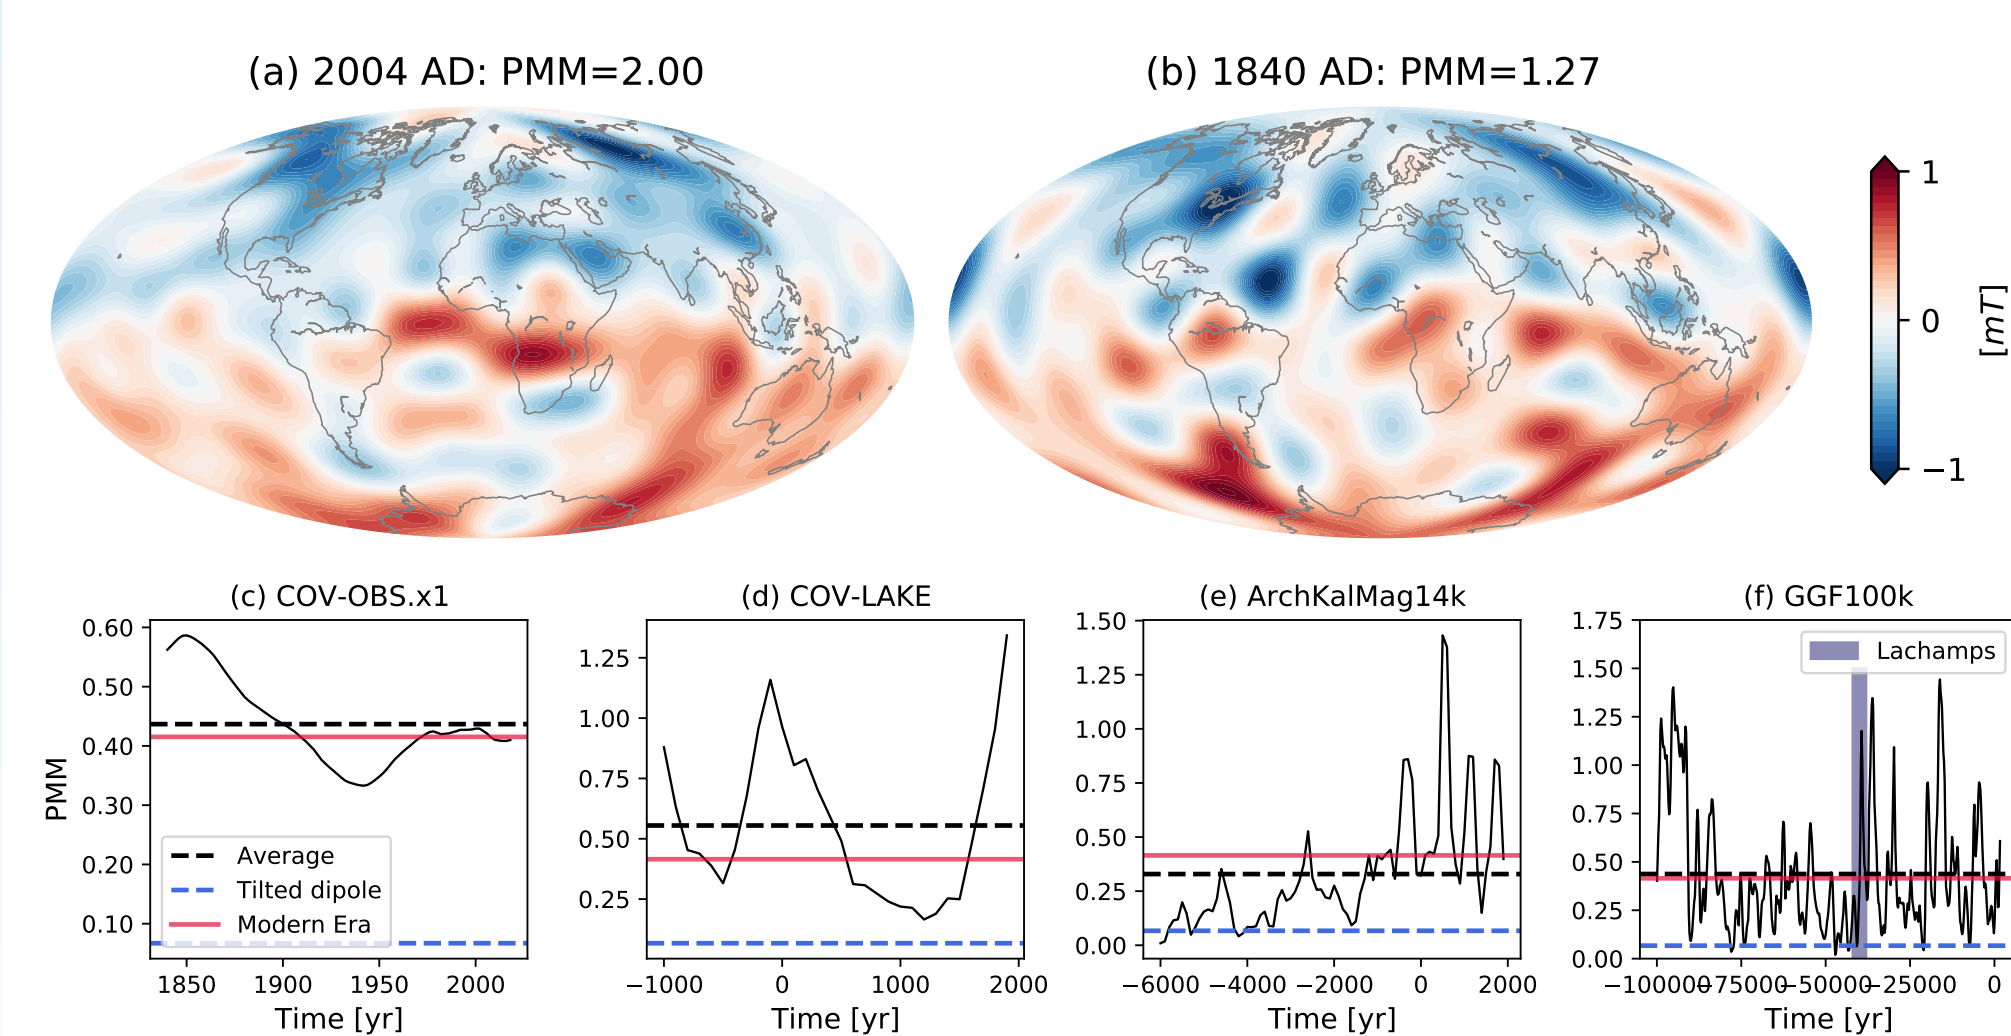 (a) 2004 AD: PMM=2.00
(b) 1840 AD: PMM=1.27
1
0
−1
[mT]
(c) COV-OBS.x1
0.60
0.50
0.40
0.30
0.20
0.10
PMM
Average
Tilted dipole
Modern Era
1850 1900 1950 2000
Time [yr]
(d) COV-LAKE
1.25
1.00
0.75
0.50
0.25
−1000 0 1000 2000
Time [yr]
(e) ArchKalMag14k
1.50
1.25
1.00
0.75
0.50
0.25
0.00
−6000 −4000 −2000 0 2000
Time [yr]
(f) GGF100k
1.75
1.50
1.25
1.00
0.75
0.50
0.25
0.00
Lachamps
−100000 −75000 −50000 −25000 0
Time [yr]